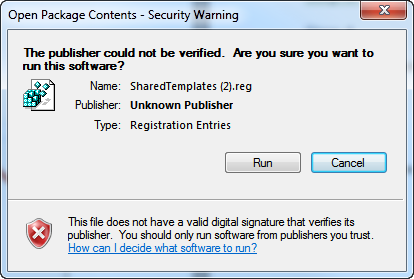 Open Package Contents - Security Warning
The publisher could not be verified.  Are you sure you want to
run this software?
Name: SharedTemplates (2).reg
Publisher: Unknown Publisher
Type: Registration Entries
Run Cancel
This file does not have a valid digital signature that verifies its
publisher.  You should only run software from publishers you trust.
How can I decide what software to run?